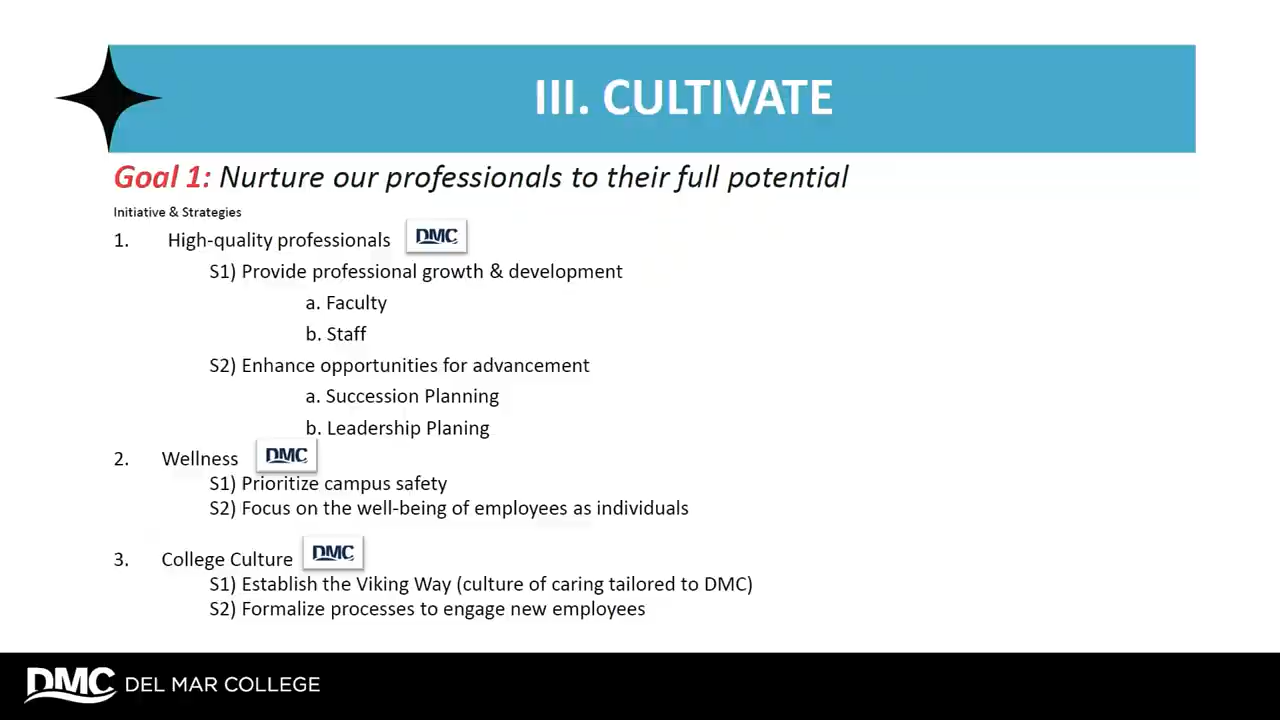 III. CULTIVATE
Goal 1: Nurture our professionals to their full potential
Initiative & Strategies
1. High-quality professionals DMC
S1) Provide professional growth & development
a. Faculty
b. Staff
S2) Enhance opportunities for advancement
a. Succession Planning
b. Leadership Planing
2. Wellness DMC
S1) Prioritize campus safety
S2) Focus on the well-being of employees as individuals
3. College Culture DMC
S1) Establish the Viking Way (culture of caring tailored to DMC)
S2) Formalize processes to engage new employees
DMC DEL MAR COLLEGE